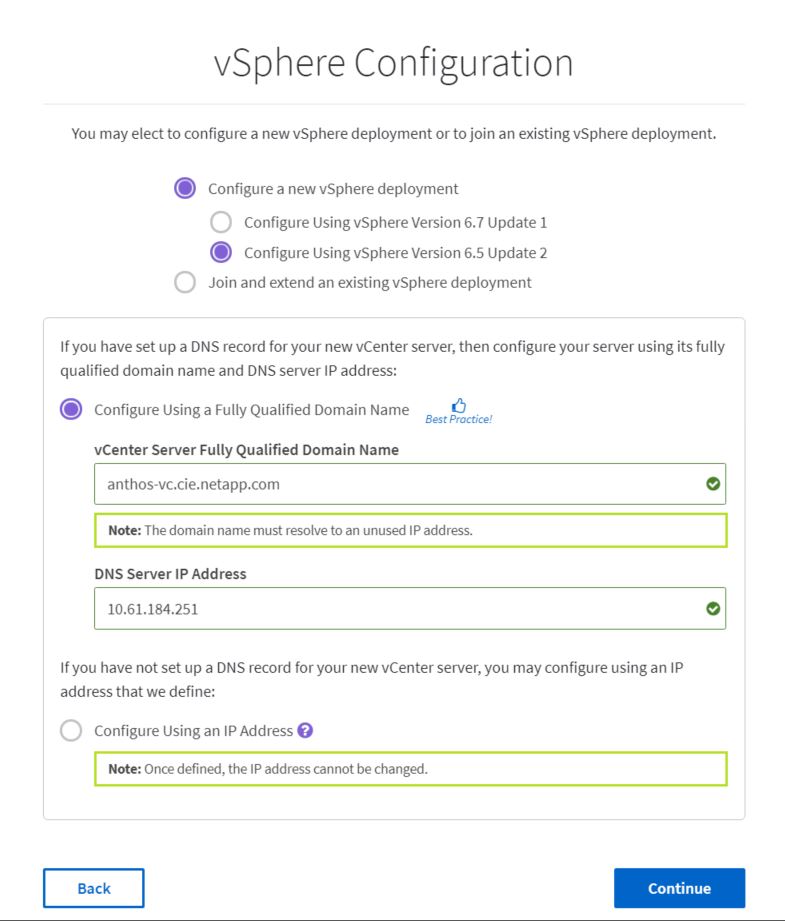 vSphere Configuration
You may elect to configure a new vSphere deployment or to join an existing vSphere deployment.
Configure a new vSphere deployment
Configure Using vSphere Version 6.7 Update 1
Configure Using vSphere Version 6.5 Update 2
Join and extend an existing vSphere deployment
If you have set up a DNS record for your new vCenter server, then configure your server using its fully
qualified domain name and DNS server IP address:
Configure Using a Fully Qualified Domain Name
Best Practice!
vCenter Server Fully Qualified Domain Name
anthos-vc.cie.netapp.com
Note: The domain name must resolve to an unused IP address.
DNS Server IP Address
10.61.184.251
If you have not set up a DNS record for your new vCenter server, you may configure using an IP
address that we define:
Configure Using an IP Address ?
Note: Once defined, the IP address cannot be changed.
Back
Continue